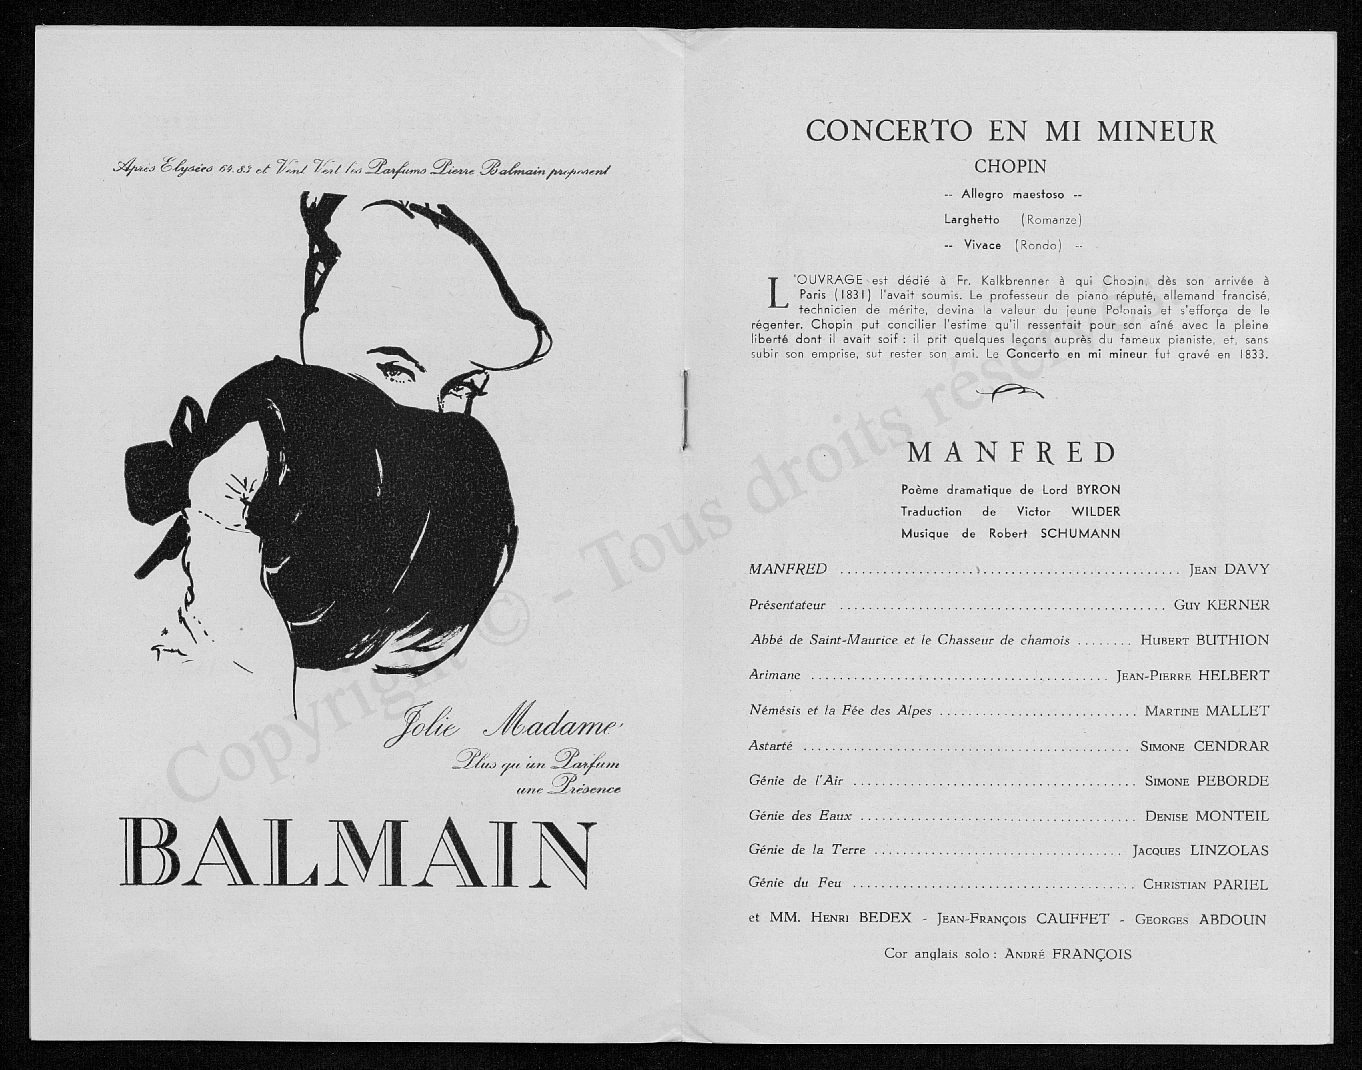 Après Elysées 64.83 et Vent Vert les Parfums Pierre Balmain proposent
Gruau
Jolie Madame
Plus qu'un Parfum
une Présence
BALMAIN
CONCERTO EN MI MINEUR
CHOPIN
-- Allegro maestoso --
Larghetto (Romanze)
-- Vivace (Rondo) --
L'OUVRAGE est dédié à Fr. Kalkbrenner à qui Chopin, dès son arrivée à
Paris (1831) l'avait soumis. Le professeur de piano réputé, allemand francisé,
technicien de mérite, devina la valeur du jeune Polonais et s'efforça de le
régenter. Chopin put concilier l'estime qu'il ressentait pour son aîné avec la pleine
liberté dont il avait soif : il prit quelques leçons auprès du fameux pianiste, et, sans
subir son emprise, sut rester son ami. Le Concerto en mi mineur fut gravé en 1833.
MANFRED
Poème dramatique de Lord BYRON
Traduction de Victor WILDER
Musique de Robert SCHUMANN
MANFRED ........ JEAN DAVY
Présentateur ........ GUY KERNER
Abbé de Saint-Maurice et le Chasseur de chamois ........ HUBERT BUTHION
Arimane ........ JEAN-PIERRE HELBERT
Némésis et la Fée des Alpes ........ MARTINE MALLET
Astarté ........ SIMONE CENDRAR
Génie de l'Air ........ SIMONE PEBORDE
Génie des Eaux ........ DENISE MONTEIL
Génie de la Terre ........ JACQUES LINZOLAS
Génie du Feu ........ CHRISTIAN PARIEL
et MM. HENRI BEDEX - JEAN-FRANÇOIS CAUFFET - GEORGES ABDOUN
Cor anglais solo : ANDRÉ FRANÇOIS
Copyright © - Tous droits réservés